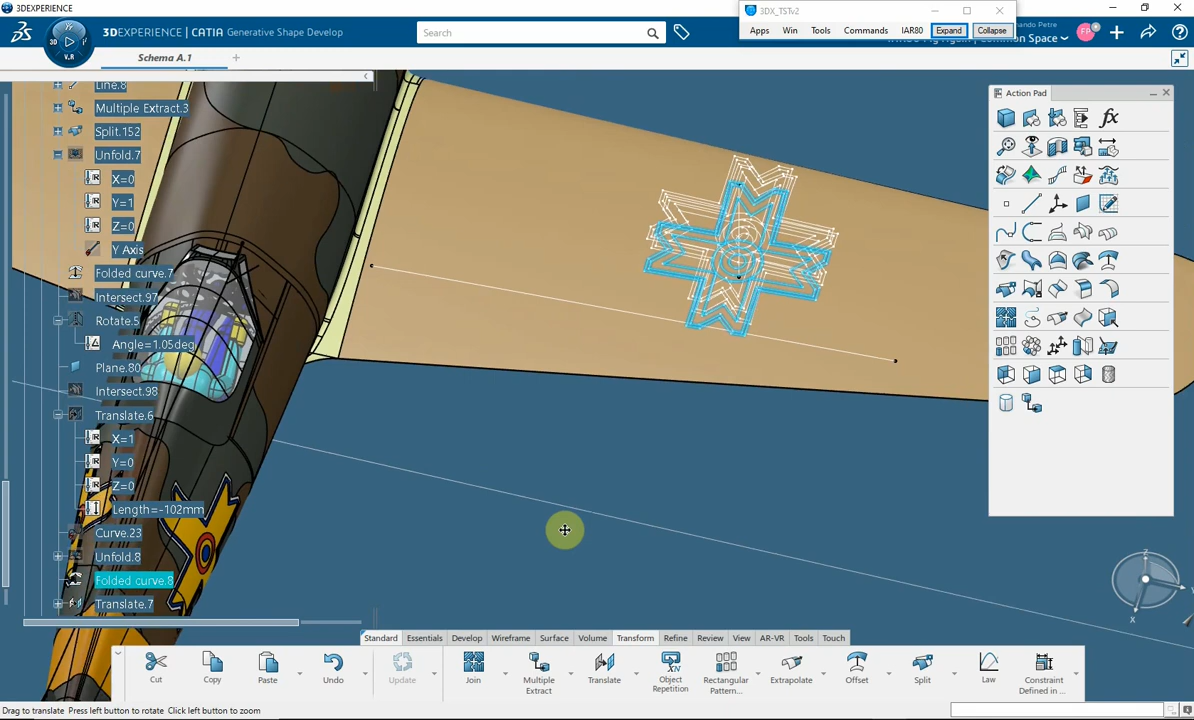 3DEXPERIENCE
3DX_TSTv2
3DEXPERIENCE | CATIA Generative Shape Develop
Search
Apps Win Tools Commands IAR80 Expand Collapse
Common Space
3D
V.R
Schema A.1
Action Pad
Line.8
Multiple Extract.3
Split.152
Unfold.7
X=0
Y=1
Z=0
Y Axis
Folded curve.7
Intersect.97
Rotate.5
Angle=1.05deg
Plane.80
Intersect.98
Translate.6
X=1
Y=0
Z=0
Length=-102mm
Curve.23
Unfold.8
Folded curve.8
Translate.7
Z
X
Standard Essentials Develop Wireframe Surface Volume Transform Refine Review View AR-VR Tools Touch
Cut Copy Paste Undo Update Join Multiple Extract Translate Object Repetition Rectangular Pattern... Extrapolate Offset Split Law Constraint Defined in ...
Drag to translate Press left button to rotate Click left button to zoom